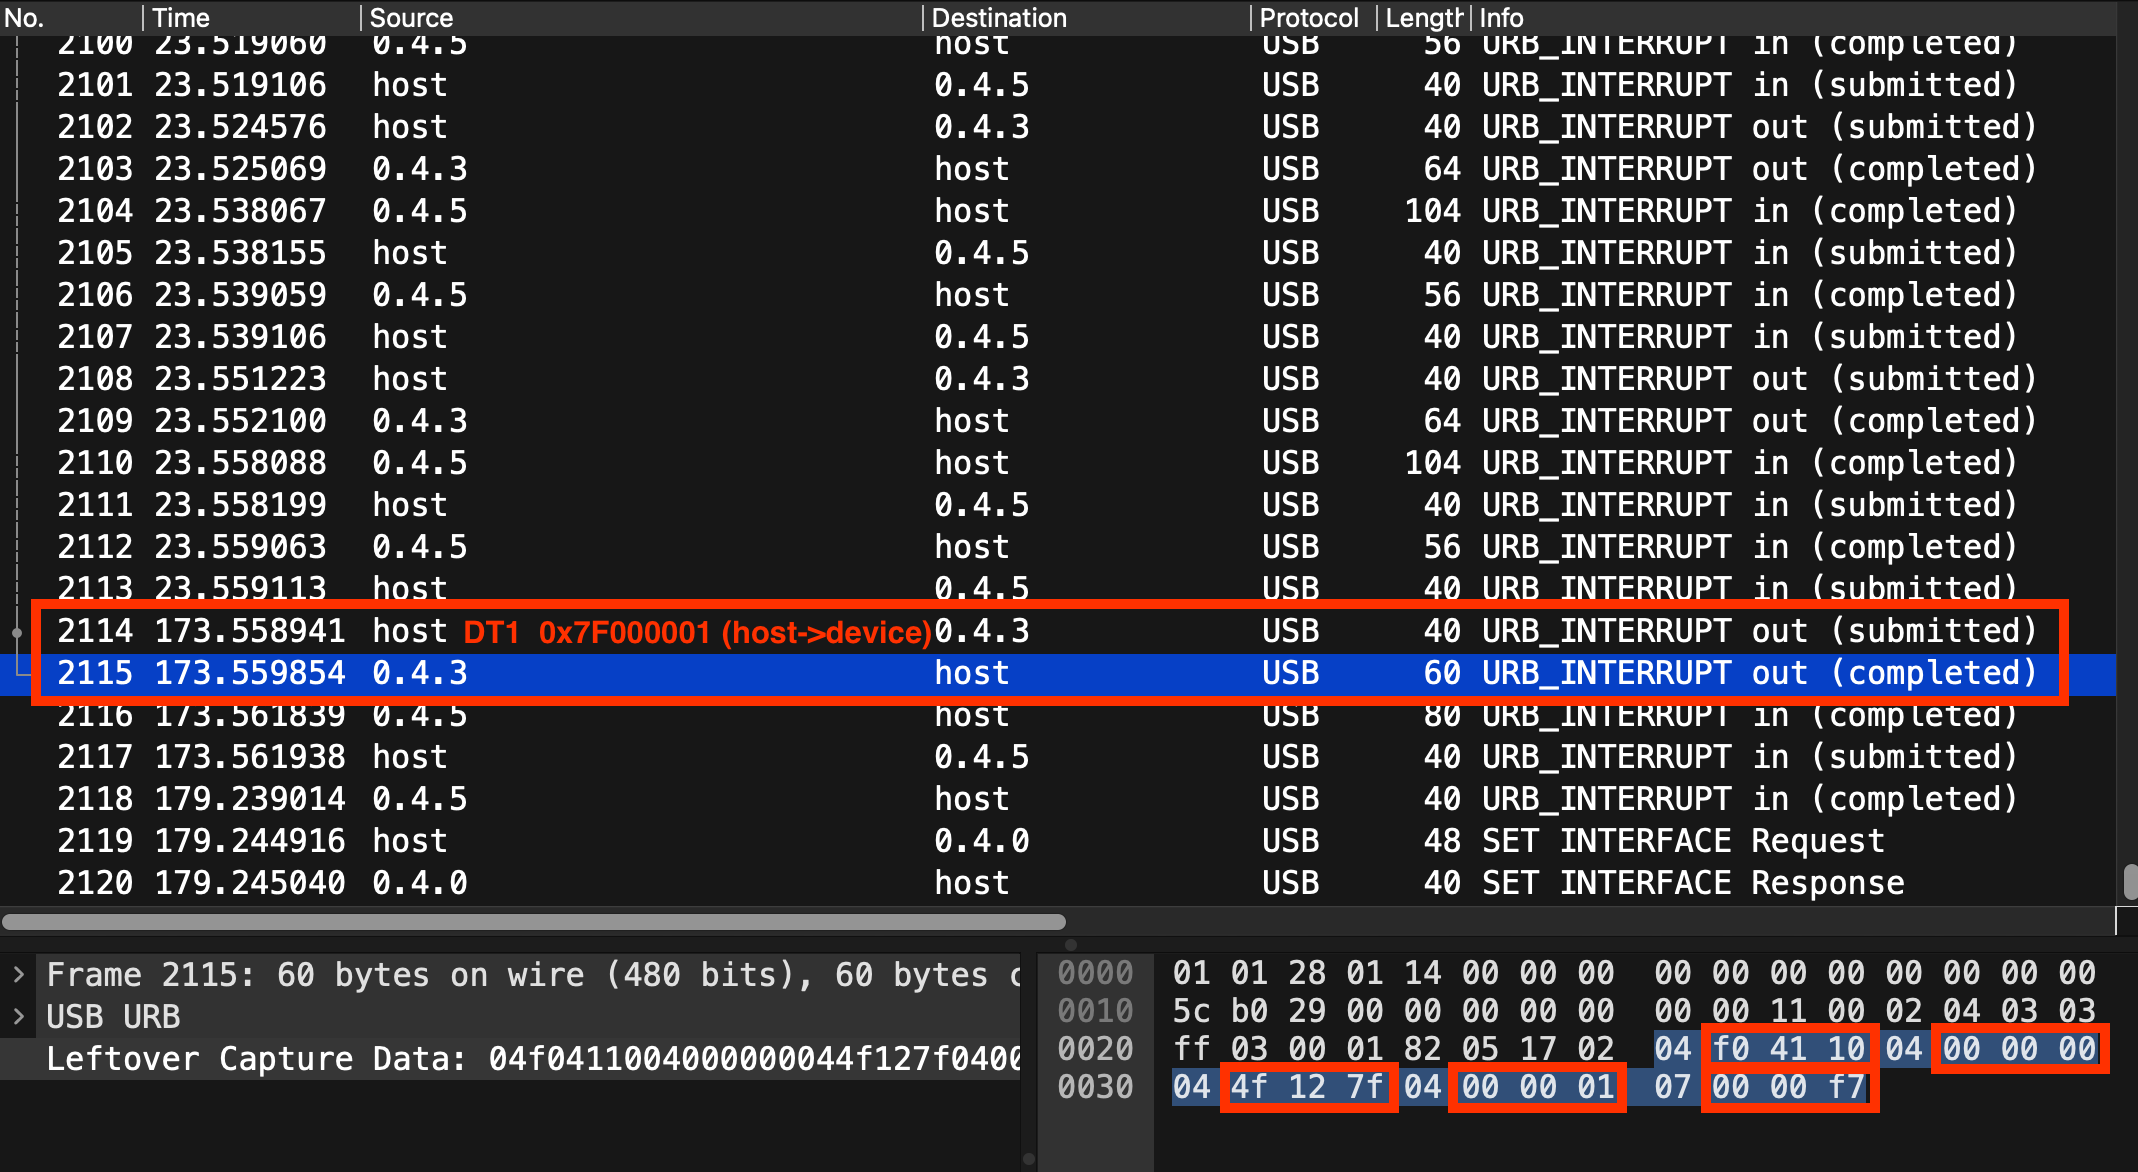 No. Time Source Destination Protocol Length Info
2100 23.519060 0.4.5 host USB 56 URB_INTERRUPT in (completed)
2101 23.519106 host 0.4.5 USB 40 URB_INTERRUPT in (submitted)
2102 23.524576 host 0.4.3 USB 40 URB_INTERRUPT out (submitted)
2103 23.525069 0.4.3 host USB 64 URB_INTERRUPT out (completed)
2104 23.538067 0.4.5 host USB 104 URB_INTERRUPT in (completed)
2105 23.538155 host 0.4.5 USB 40 URB_INTERRUPT in (submitted)
2106 23.539059 0.4.5 host USB 56 URB_INTERRUPT in (completed)
2107 23.539106 host 0.4.5 USB 40 URB_INTERRUPT in (submitted)
2108 23.551223 host 0.4.3 USB 40 URB_INTERRUPT out (submitted)
2109 23.552100 0.4.3 host USB 64 URB_INTERRUPT out (completed)
2110 23.558088 0.4.5 host USB 104 URB_INTERRUPT in (completed)
2111 23.558199 host 0.4.5 USB 40 URB_INTERRUPT in (submitted)
2112 23.559063 0.4.5 host USB 56 URB_INTERRUPT in (completed)
2113 23.559113 host 0.4.5 USB 40 URB_INTERRUPT in (submitted)
2114 173.558941 host DT1 0x7F000001 (host->device) 0.4.3 USB 40 URB_INTERRUPT out (submitted)
2115 173.559854 0.4.3 host USB 60 URB_INTERRUPT out (completed)
2116 173.561839 0.4.5 host USB 80 URB_INTERRUPT in (completed)
2117 173.561938 host 0.4.5 USB 40 URB_INTERRUPT in (submitted)
2118 179.239014 0.4.5 host USB 40 URB_INTERRUPT in (completed)
2119 179.244916 host 0.4.0 USB 48 SET INTERFACE Request
2120 179.245040 0.4.0 host USB 40 SET INTERFACE Response
Frame 2115: 60 bytes on wire (480 bits), 60 bytes c
USB URB
Leftover Capture Data: 04f0411004000000044f127f0400
0000 01 01 28 01 14 00 00 00 00 00 00 00 00 00 00 00
0010 5c b0 29 00 00 00 00 00 00 00 11 00 02 04 03 03
0020 ff 03 00 01 82 05 17 02 04 f0 41 10 04 00 00 00
0030 04 4f 12 7f 04 00 00 01 07 00 00 f7